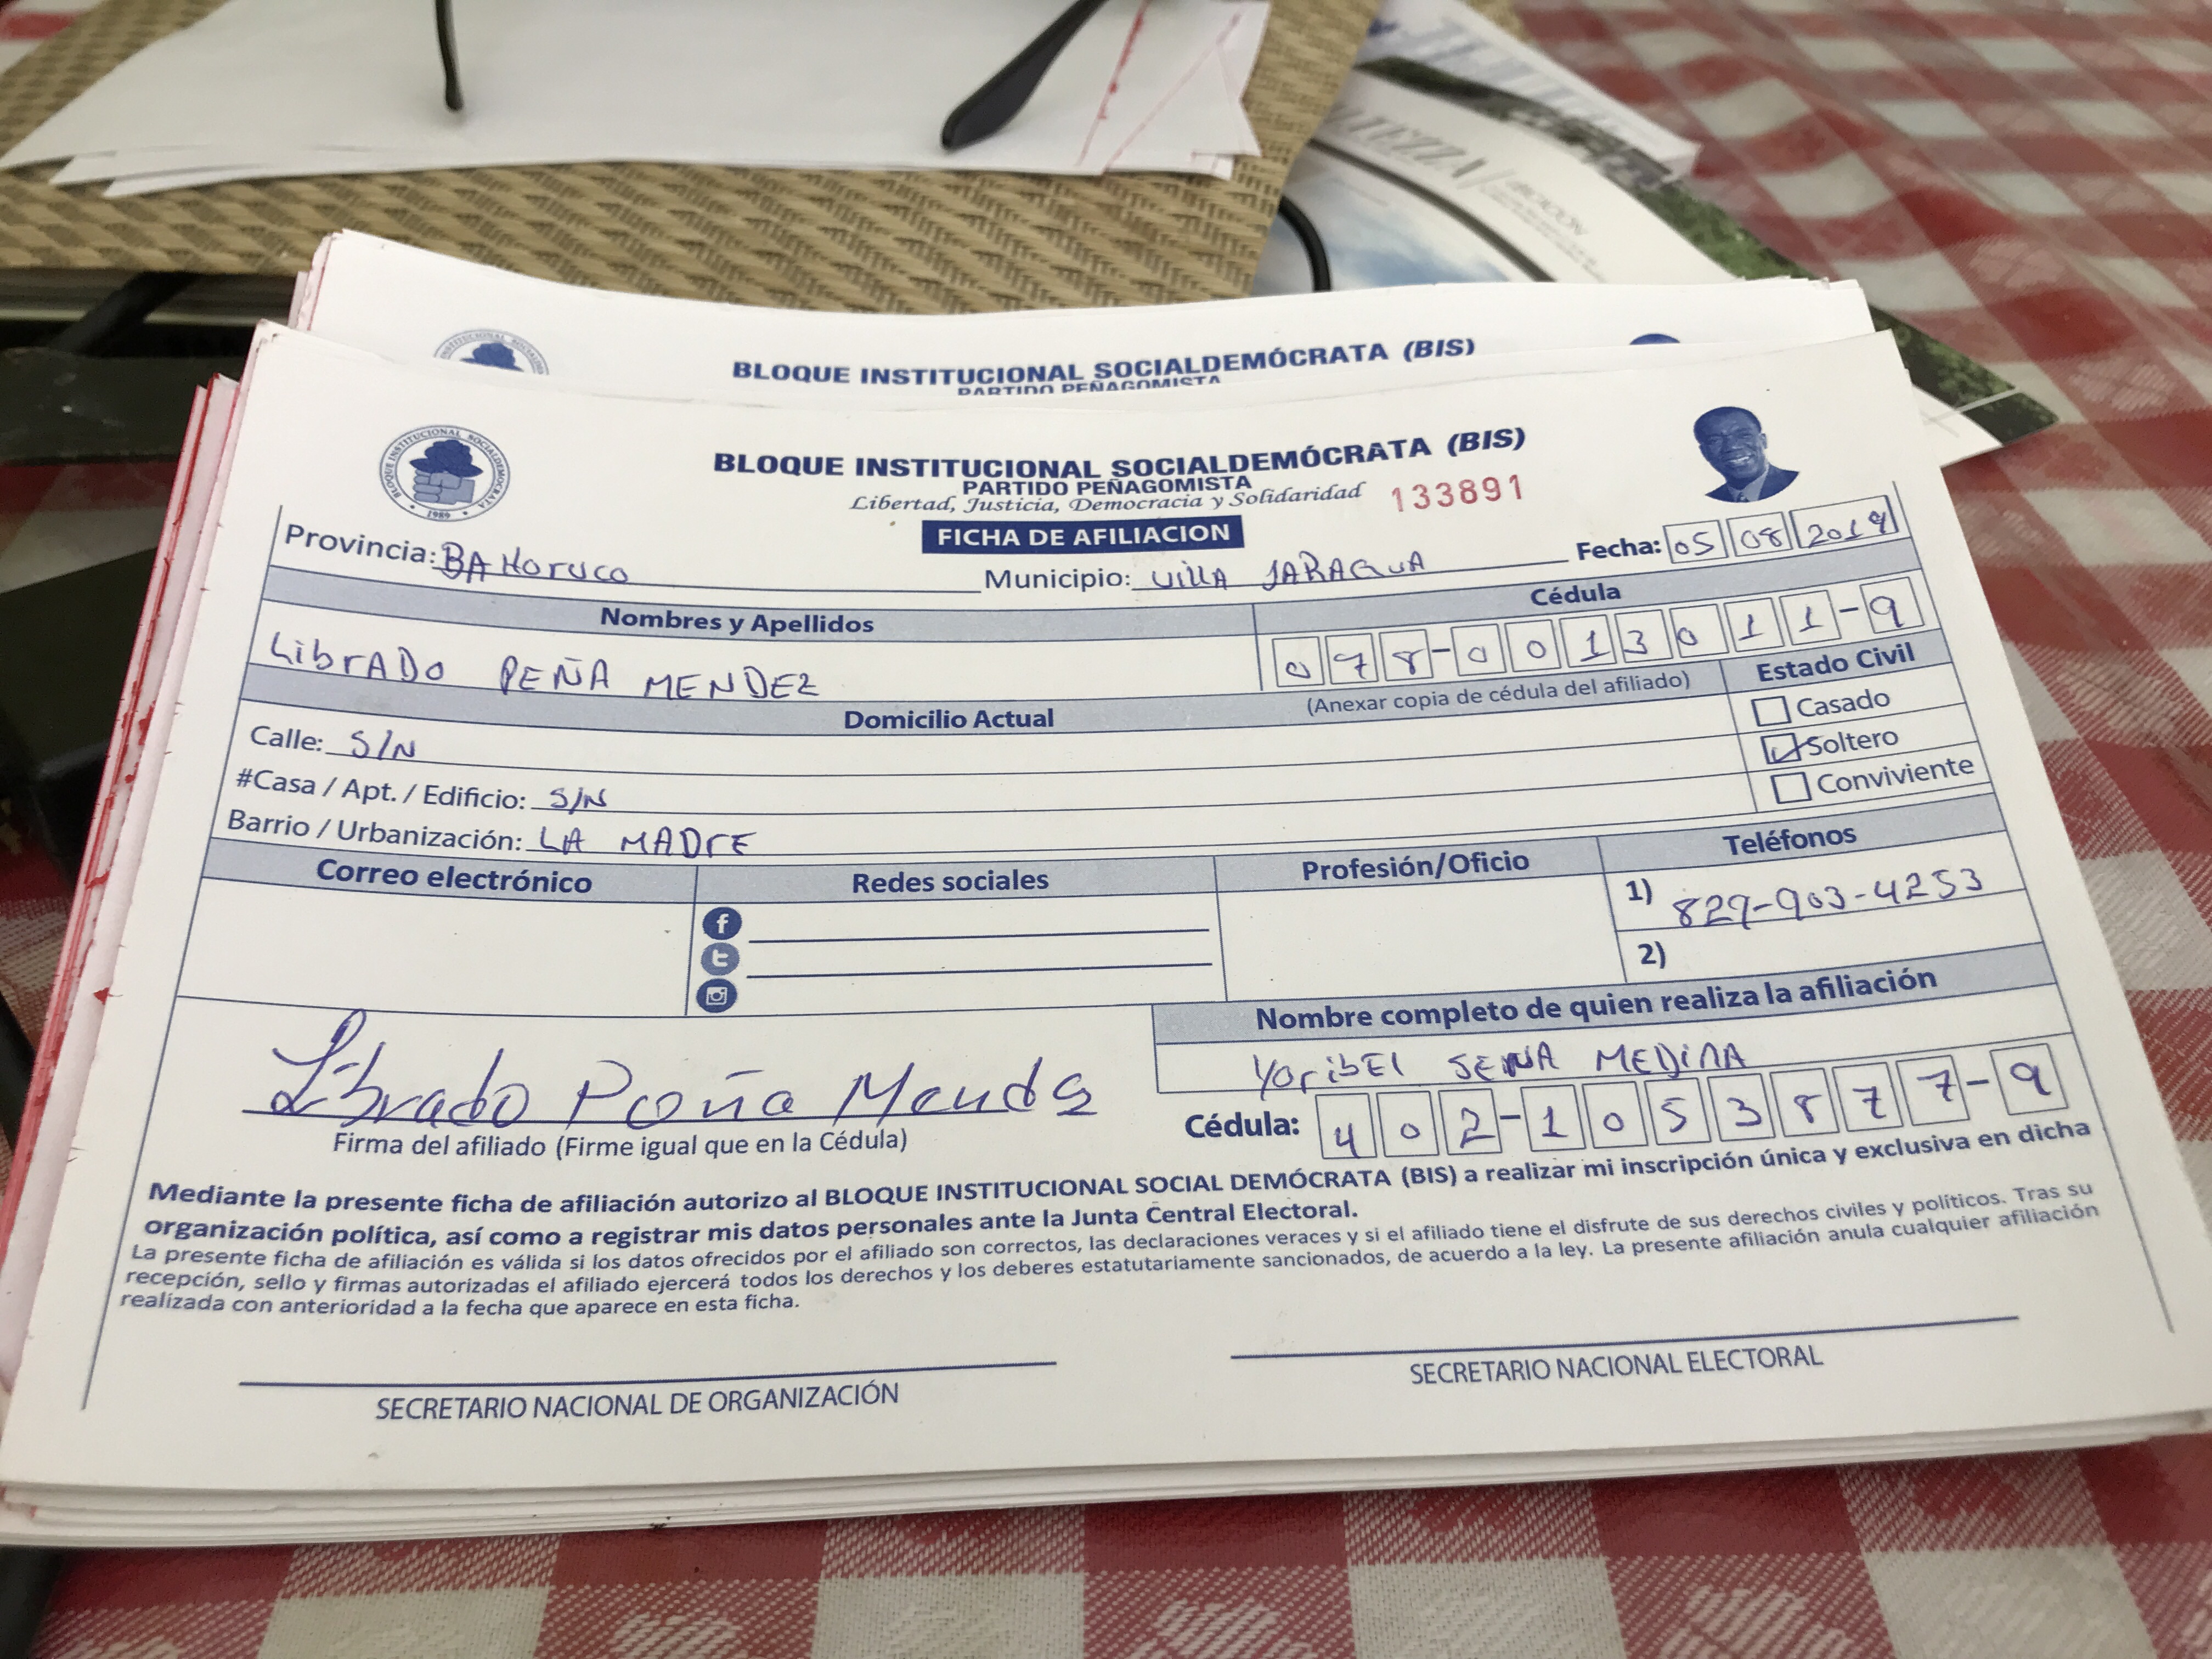 BLOQUE INSTITUCIONAL SOCIALDEMÓCRATA (BIS)
PARTIDO PEÑAGOMISTA
BLOQUE INSTITUCIONAL SOCIALDEMOCRATA
1989
BLOQUE INSTITUCIONAL SOCIALDEMÓCRATA (BIS)
PARTIDO PEÑAGOMISTA
Libertad, Justicia, Democracia y Solidaridad 133891
FICHA DE AFILIACION
Provincia: BAHoruco Municipio: Villa JARAGUA Fecha: 05 08 2019
Nombres y Apellidos Cédula
LibrADO PEÑA MENDEZ 098-0013011-9
Domicilio Actual (Anexar copia de cédula del afiliado) Estado Civil
Calle: S/N Casado
#Casa / Apt. / Edificio: S/N Soltero
Barrio / Urbanización: LA MADrE Conviviente
Correo electrónico Redes sociales Profesión/Oficio Teléfonos
1) 829-903-4253
2)
Nombre completo de quien realiza la afiliación
YoribEl SENA MEDiNA
Librado Peña Mendez
Firma del afiliado (Firme igual que en la Cédula) Cédula: 402-1053877-9
Mediante la presente ficha de afiliación autorizo al BLOQUE INSTITUCIONAL SOCIAL DEMÓCRATA (BIS) a realizar mi inscripción única y exclusiva en dicha
organización política, así como a registrar mis datos personales ante la Junta Central Electoral.
La presente ficha de afiliación es válida si los datos ofrecidos por el afiliado son correctos, las declaraciones veraces y si el afiliado tiene el disfrute de sus derechos civiles y políticos. Tras su
recepción, sello y firmas autorizadas el afiliado ejercerá todos los derechos y los deberes estatutariamente sancionados, de acuerdo a la ley. La presente afiliación anula cualquier afiliación
realizada con anterioridad a la fecha que aparece en esta ficha.
SECRETARIO NACIONAL DE ORGANIZACIÓN SECRETARIO NACIONAL ELECTORAL